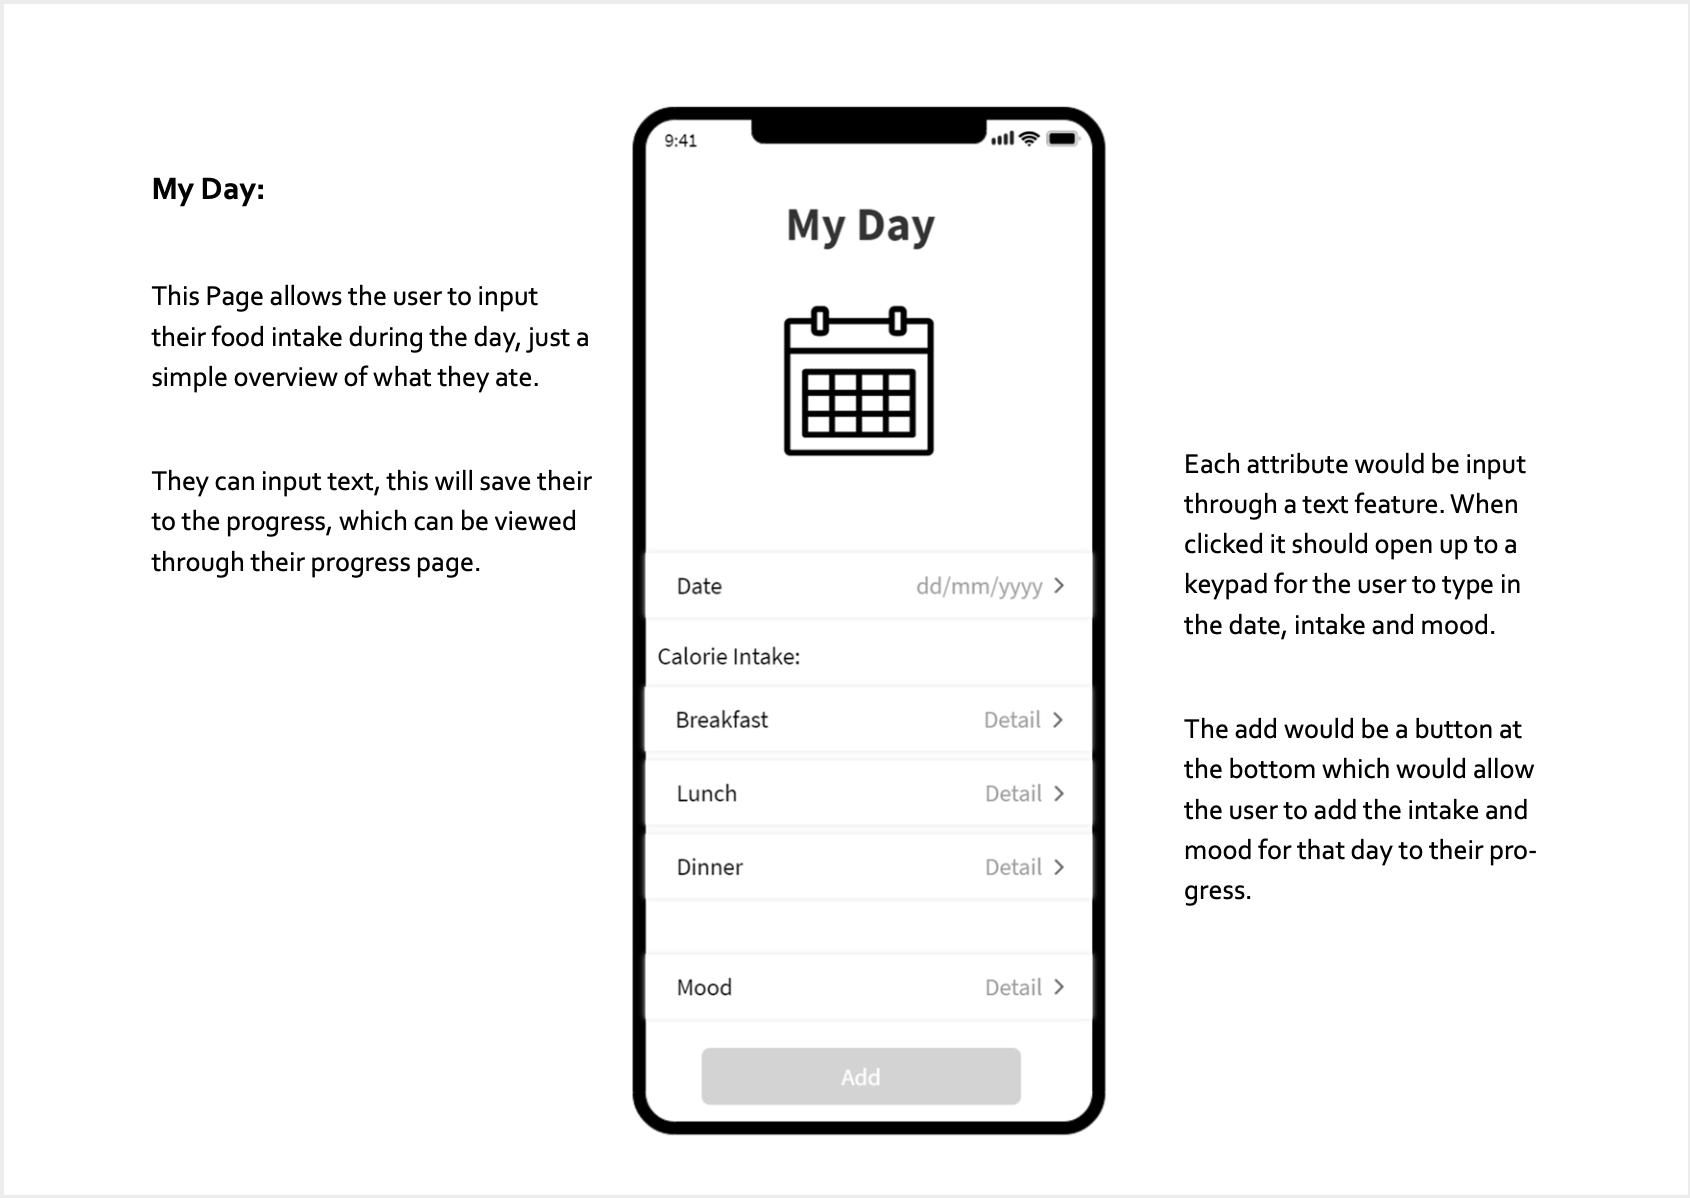 My Day:
This Page allows the user to input
their food intake during the day, just a
simple overview of what they ate.
They can input text, this will save their
to the progress, which can be viewed
through their progress page.
9:41
My Day
Date dd/mm/yyyy
Calorie Intake:
Breakfast Detail
Lunch Detail
Dinner Detail
Mood Detail
Add
Each attribute would be input
through a text feature. When
clicked it should open up to a
keypad for the user to type in
the date, intake and mood.
The add would be a button at
the bottom which would allow
the user to add the intake and
mood for that day to their pro-
gress.